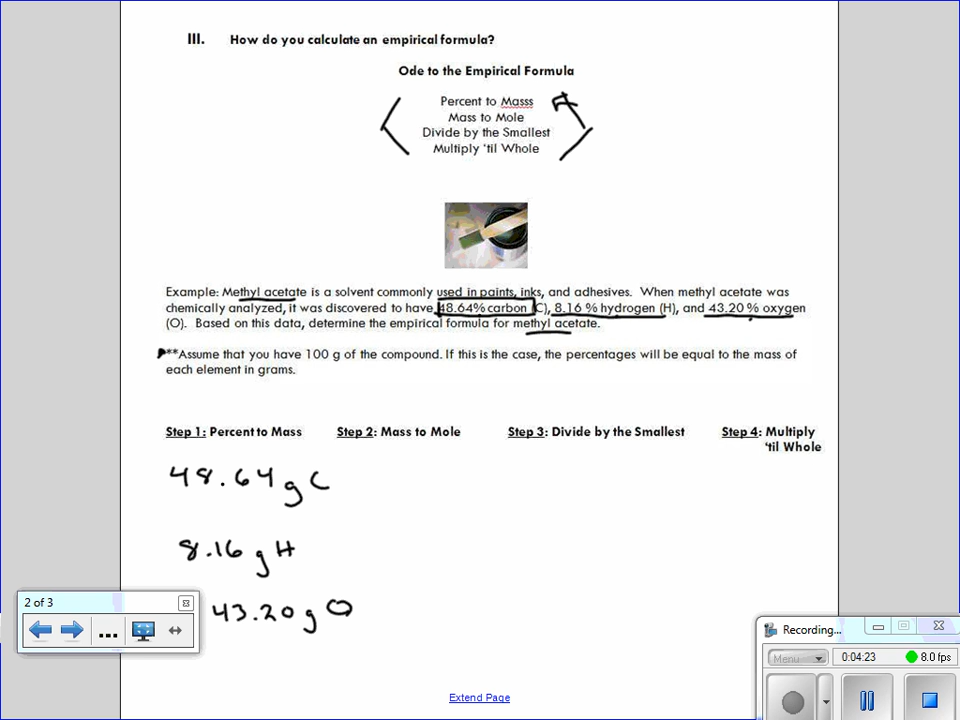 III. How do you calculate an empirical formula?
Ode to the Empirical Formula
Percent to Masss
Mass to Mole
Divide by the Smallest
Multiply 'til Whole
Example: Methyl acetate is a solvent commonly used in paints, inks, and adhesives. When methyl acetate was
chemically analyzed, it was discovered to have 48.64% carbon (C), 8.16 % hydrogen (H), and 43.20 % oxygen
(O). Based on this data, determine the empirical formula for methyl acetate.
**Assume that you have 100 g of the compound. If this is the case, the percentages will be equal to the mass of
each element in grams.
Step 1: Percent to Mass Step 2: Mass to Mole Step 3: Divide by the Smallest Step 4: Multiply
'til Whole
48.64 g C
8.16 g H
43.20 g O
2 of 3
...
Recording...
Menu 0:04:23 8.0 fps
Extend Page